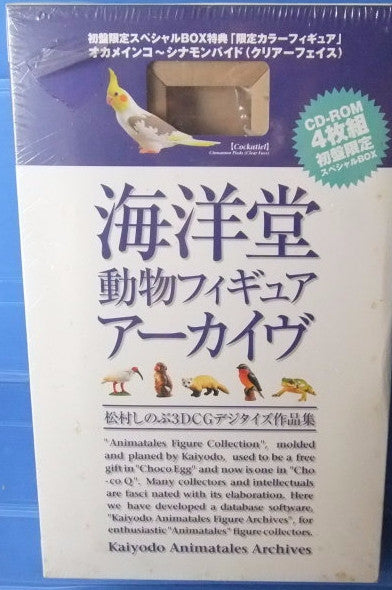 初盤限定スペシャルBOX特典「限定カラーフィギュア」
オカメインコ〜シナモンパイド(クリアーフェイス)
【Cockatiel】
Cinnamon Pied (Clear Face)
CD-ROM
4枚組
初盤限定
スペシャルBOX
海洋堂
動物フィギュア
アーカイヴ
松村しのぶ3DCGデジタイズ作品集
"Animatales Figure Collection", molded
and planed by Kaiyodo, used to be a free
gift in "Choco Egg" and now is one in "Cho
-co Q". Many collectors and intellectuals
are fasci nated with its elaboration. Here
we have developed a database software,
"Kaiyodo Animatales Figure Archives", for
enthusiastic "Animatales" figure collectors.
Kaiyodo Animatales Archives